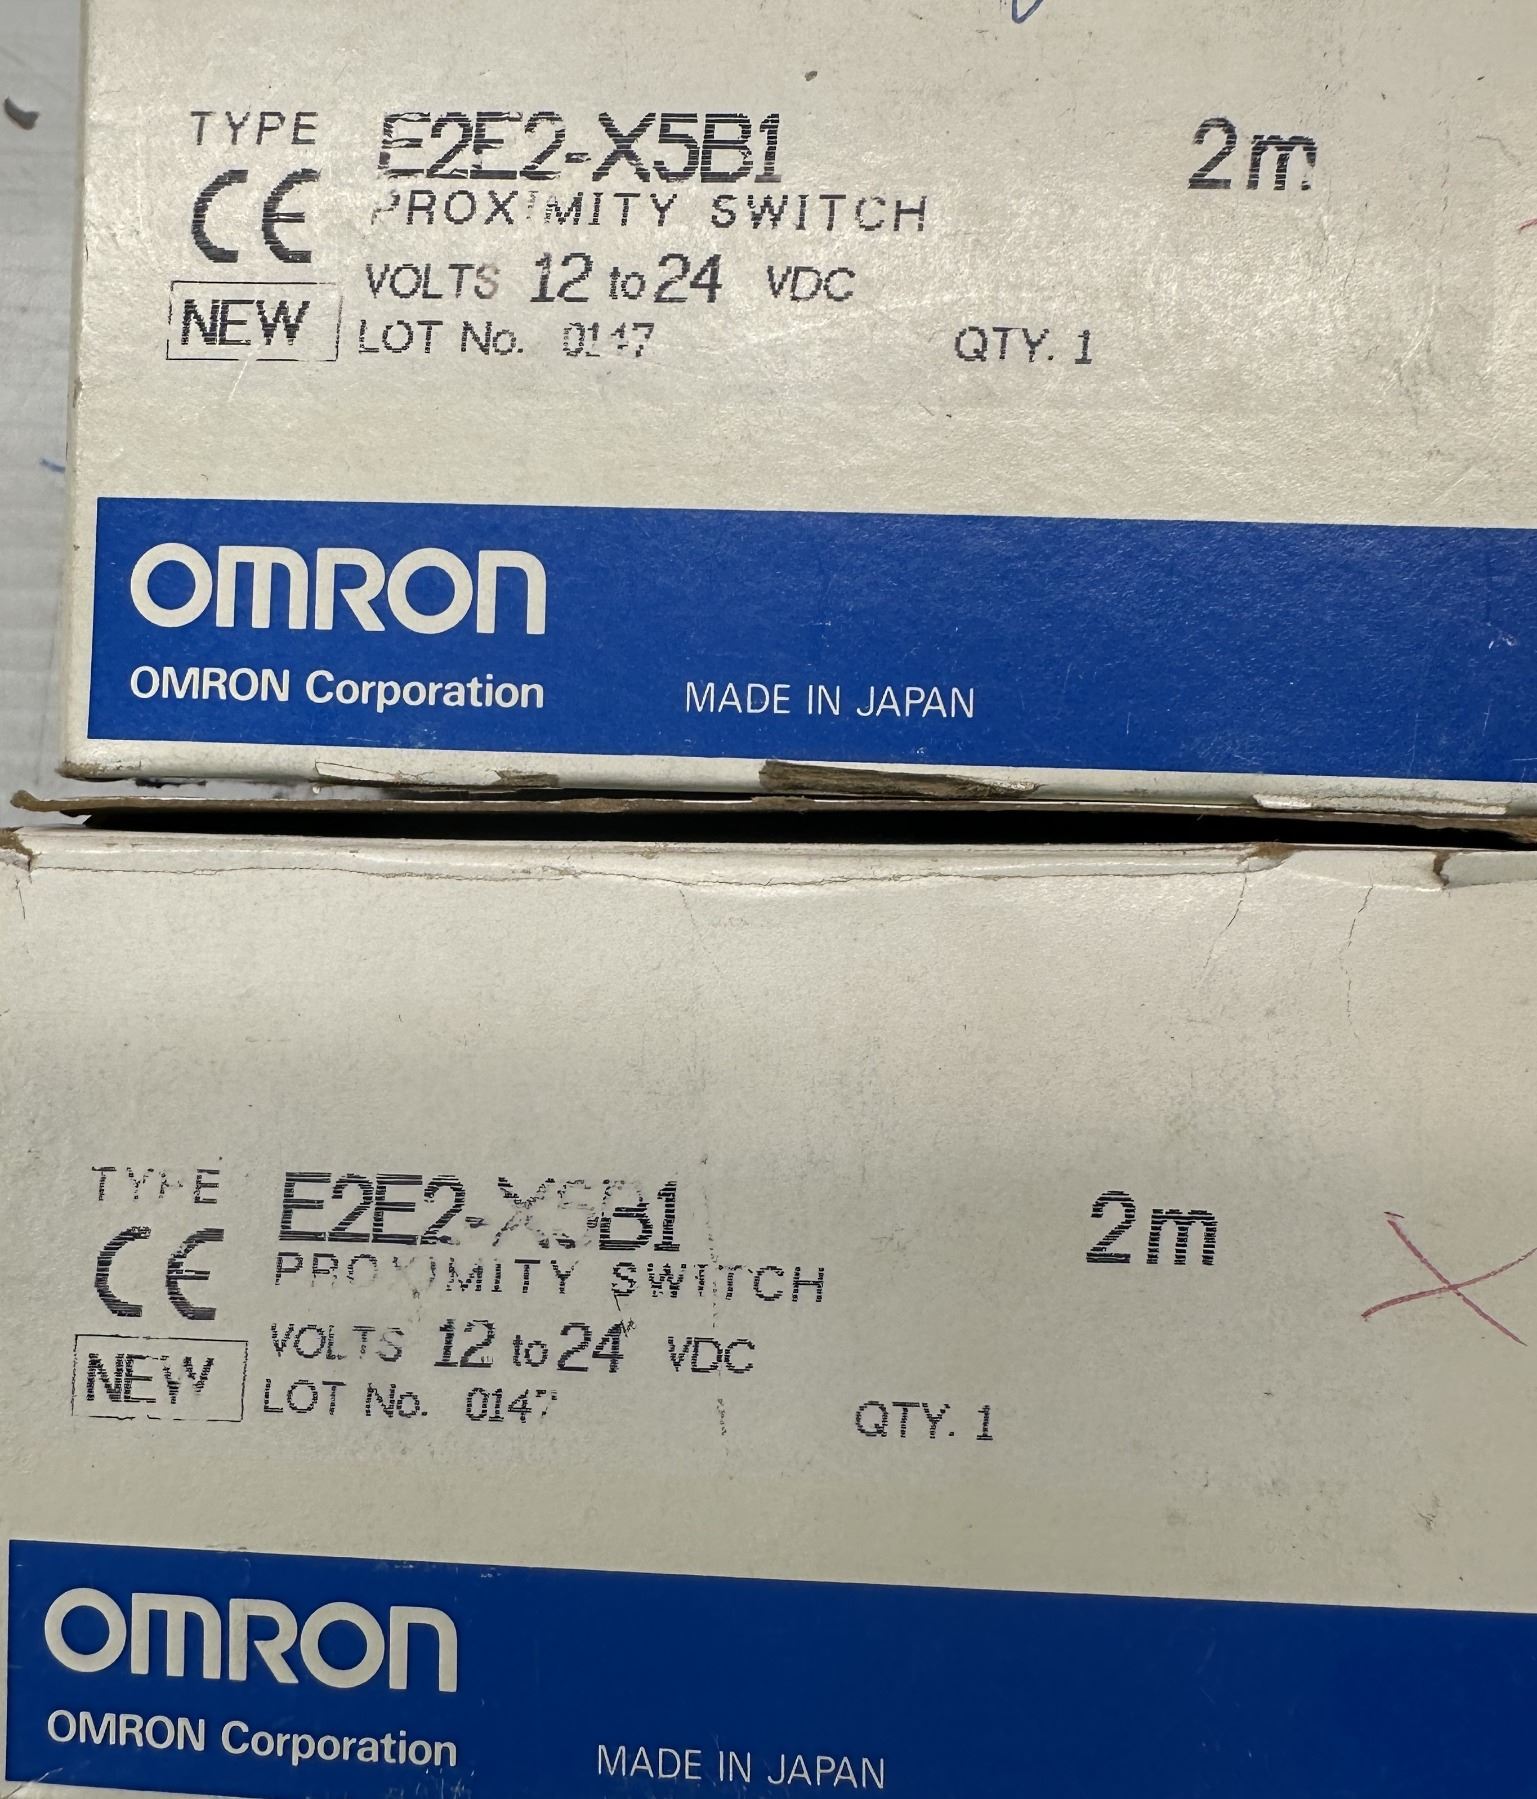 TYPE E2E2-X5B1 2m
CE PROXIMITY SWITCH
VOLTS 12 to 24 VDC
NEW LOT No. 0147 QTY. 1
OMRON
OMRON Corporation MADE IN JAPAN
TYPE E2E2-X5B1 2m
CE PROXIMITY SWITCH
VOLTS 12 to 24 VDC
NEW LOT No. 0147 QTY. 1
OMRON
OMRON Corporation MADE IN JAPAN